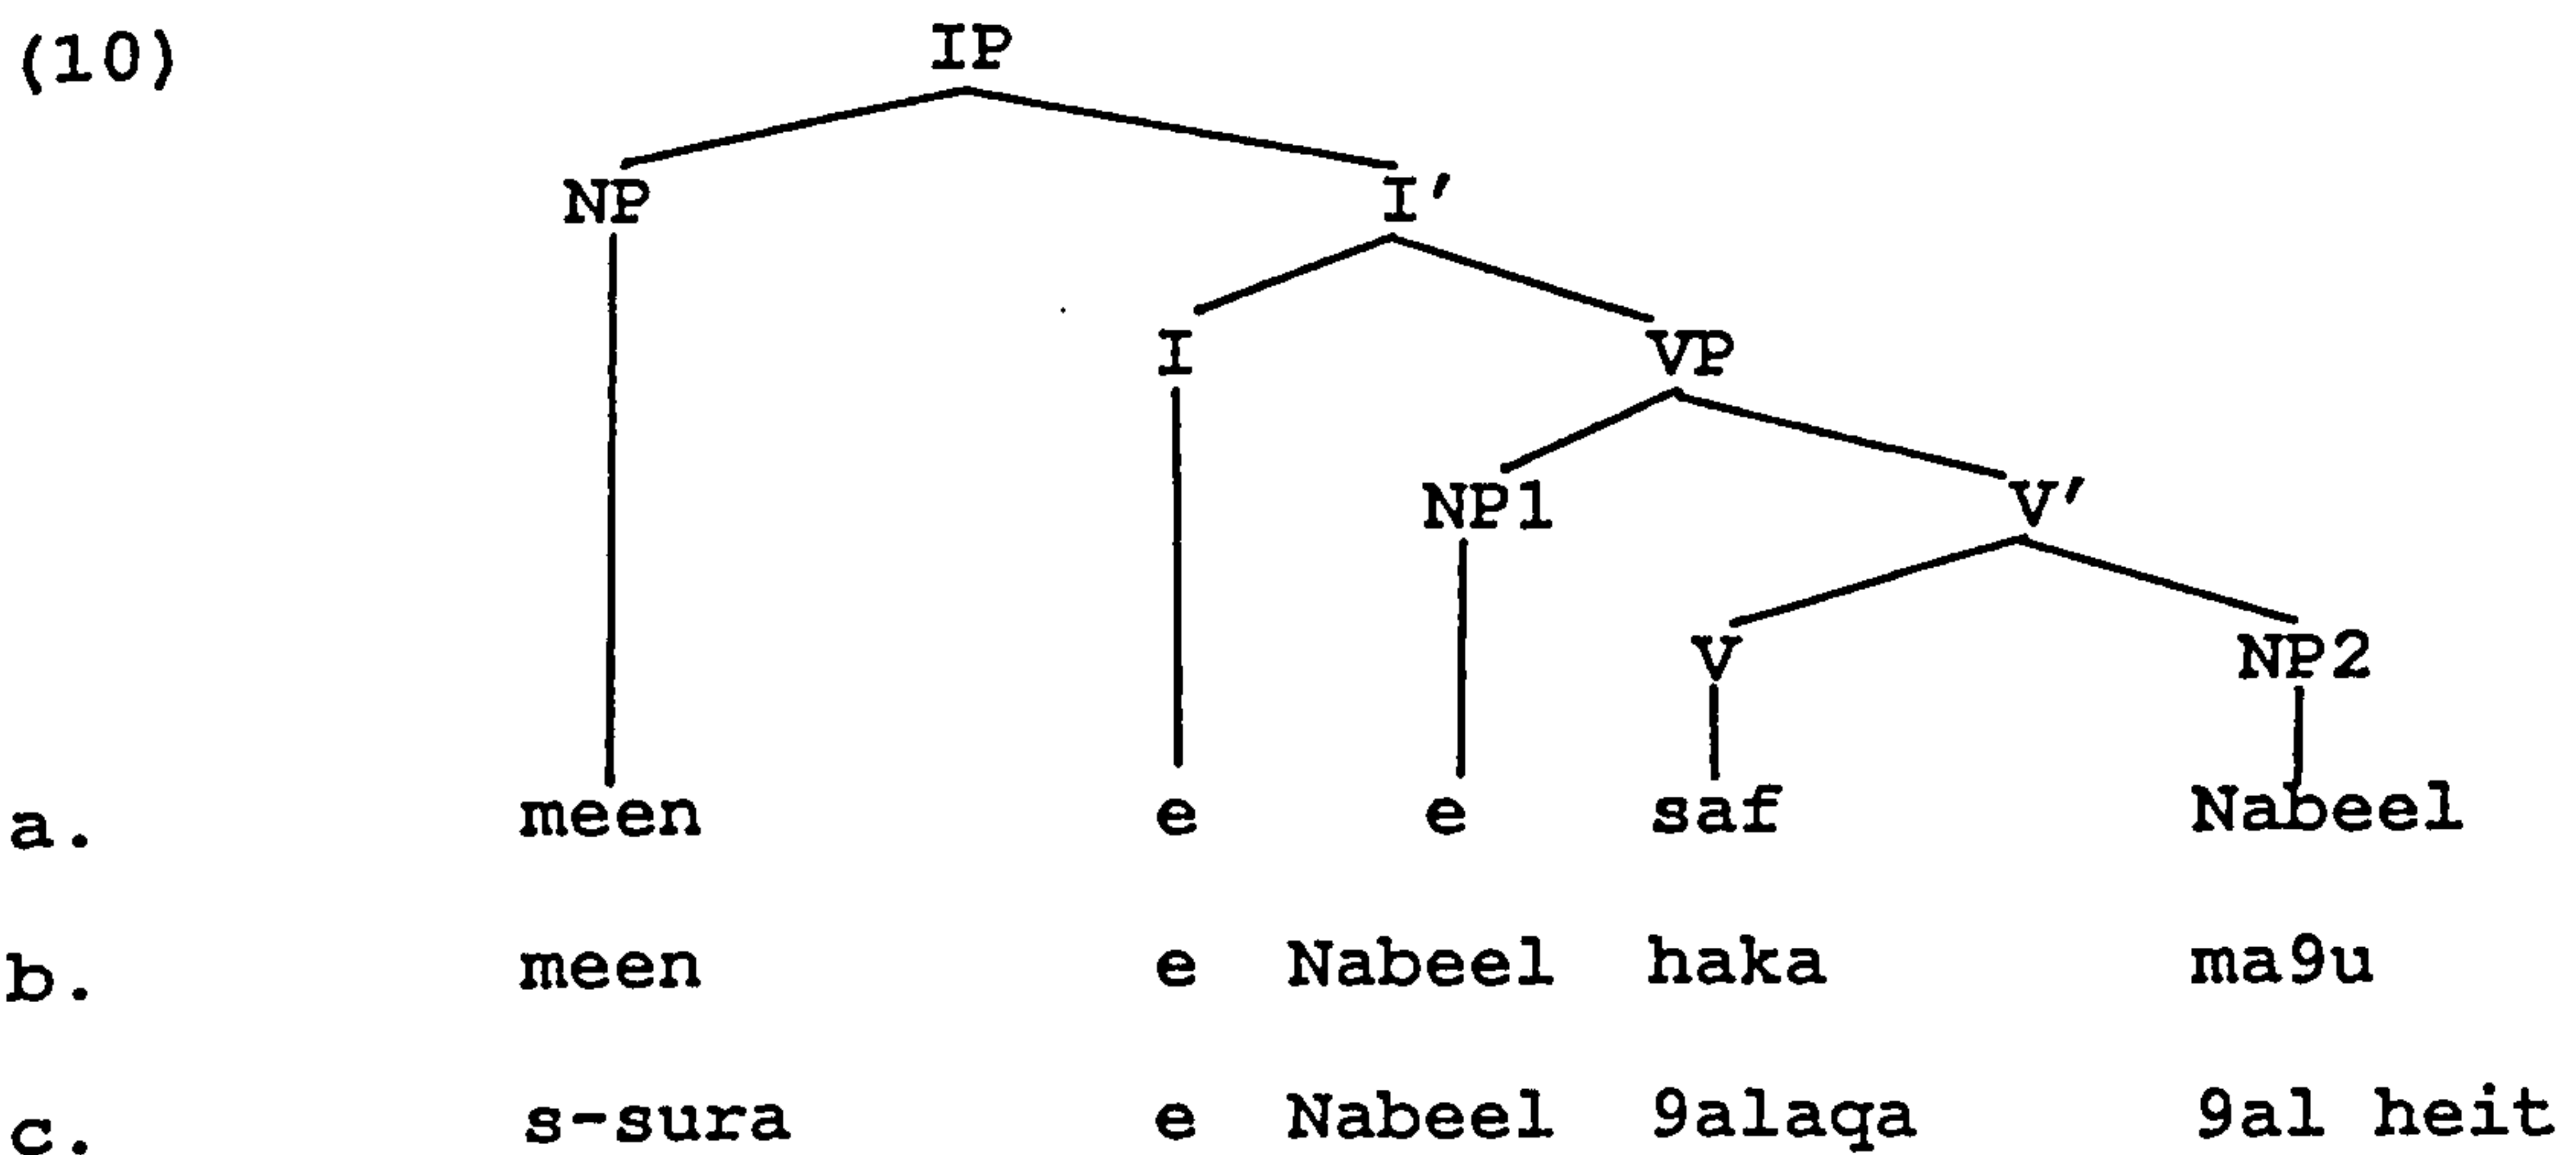 (10) IP
NP I'
I VP
NP1 V'
V NP2
a. meen e e saf Nabeel
b. meen e Nabeel haka ma9u
c. s-sura e Nabeel 9alaqa 9al heit